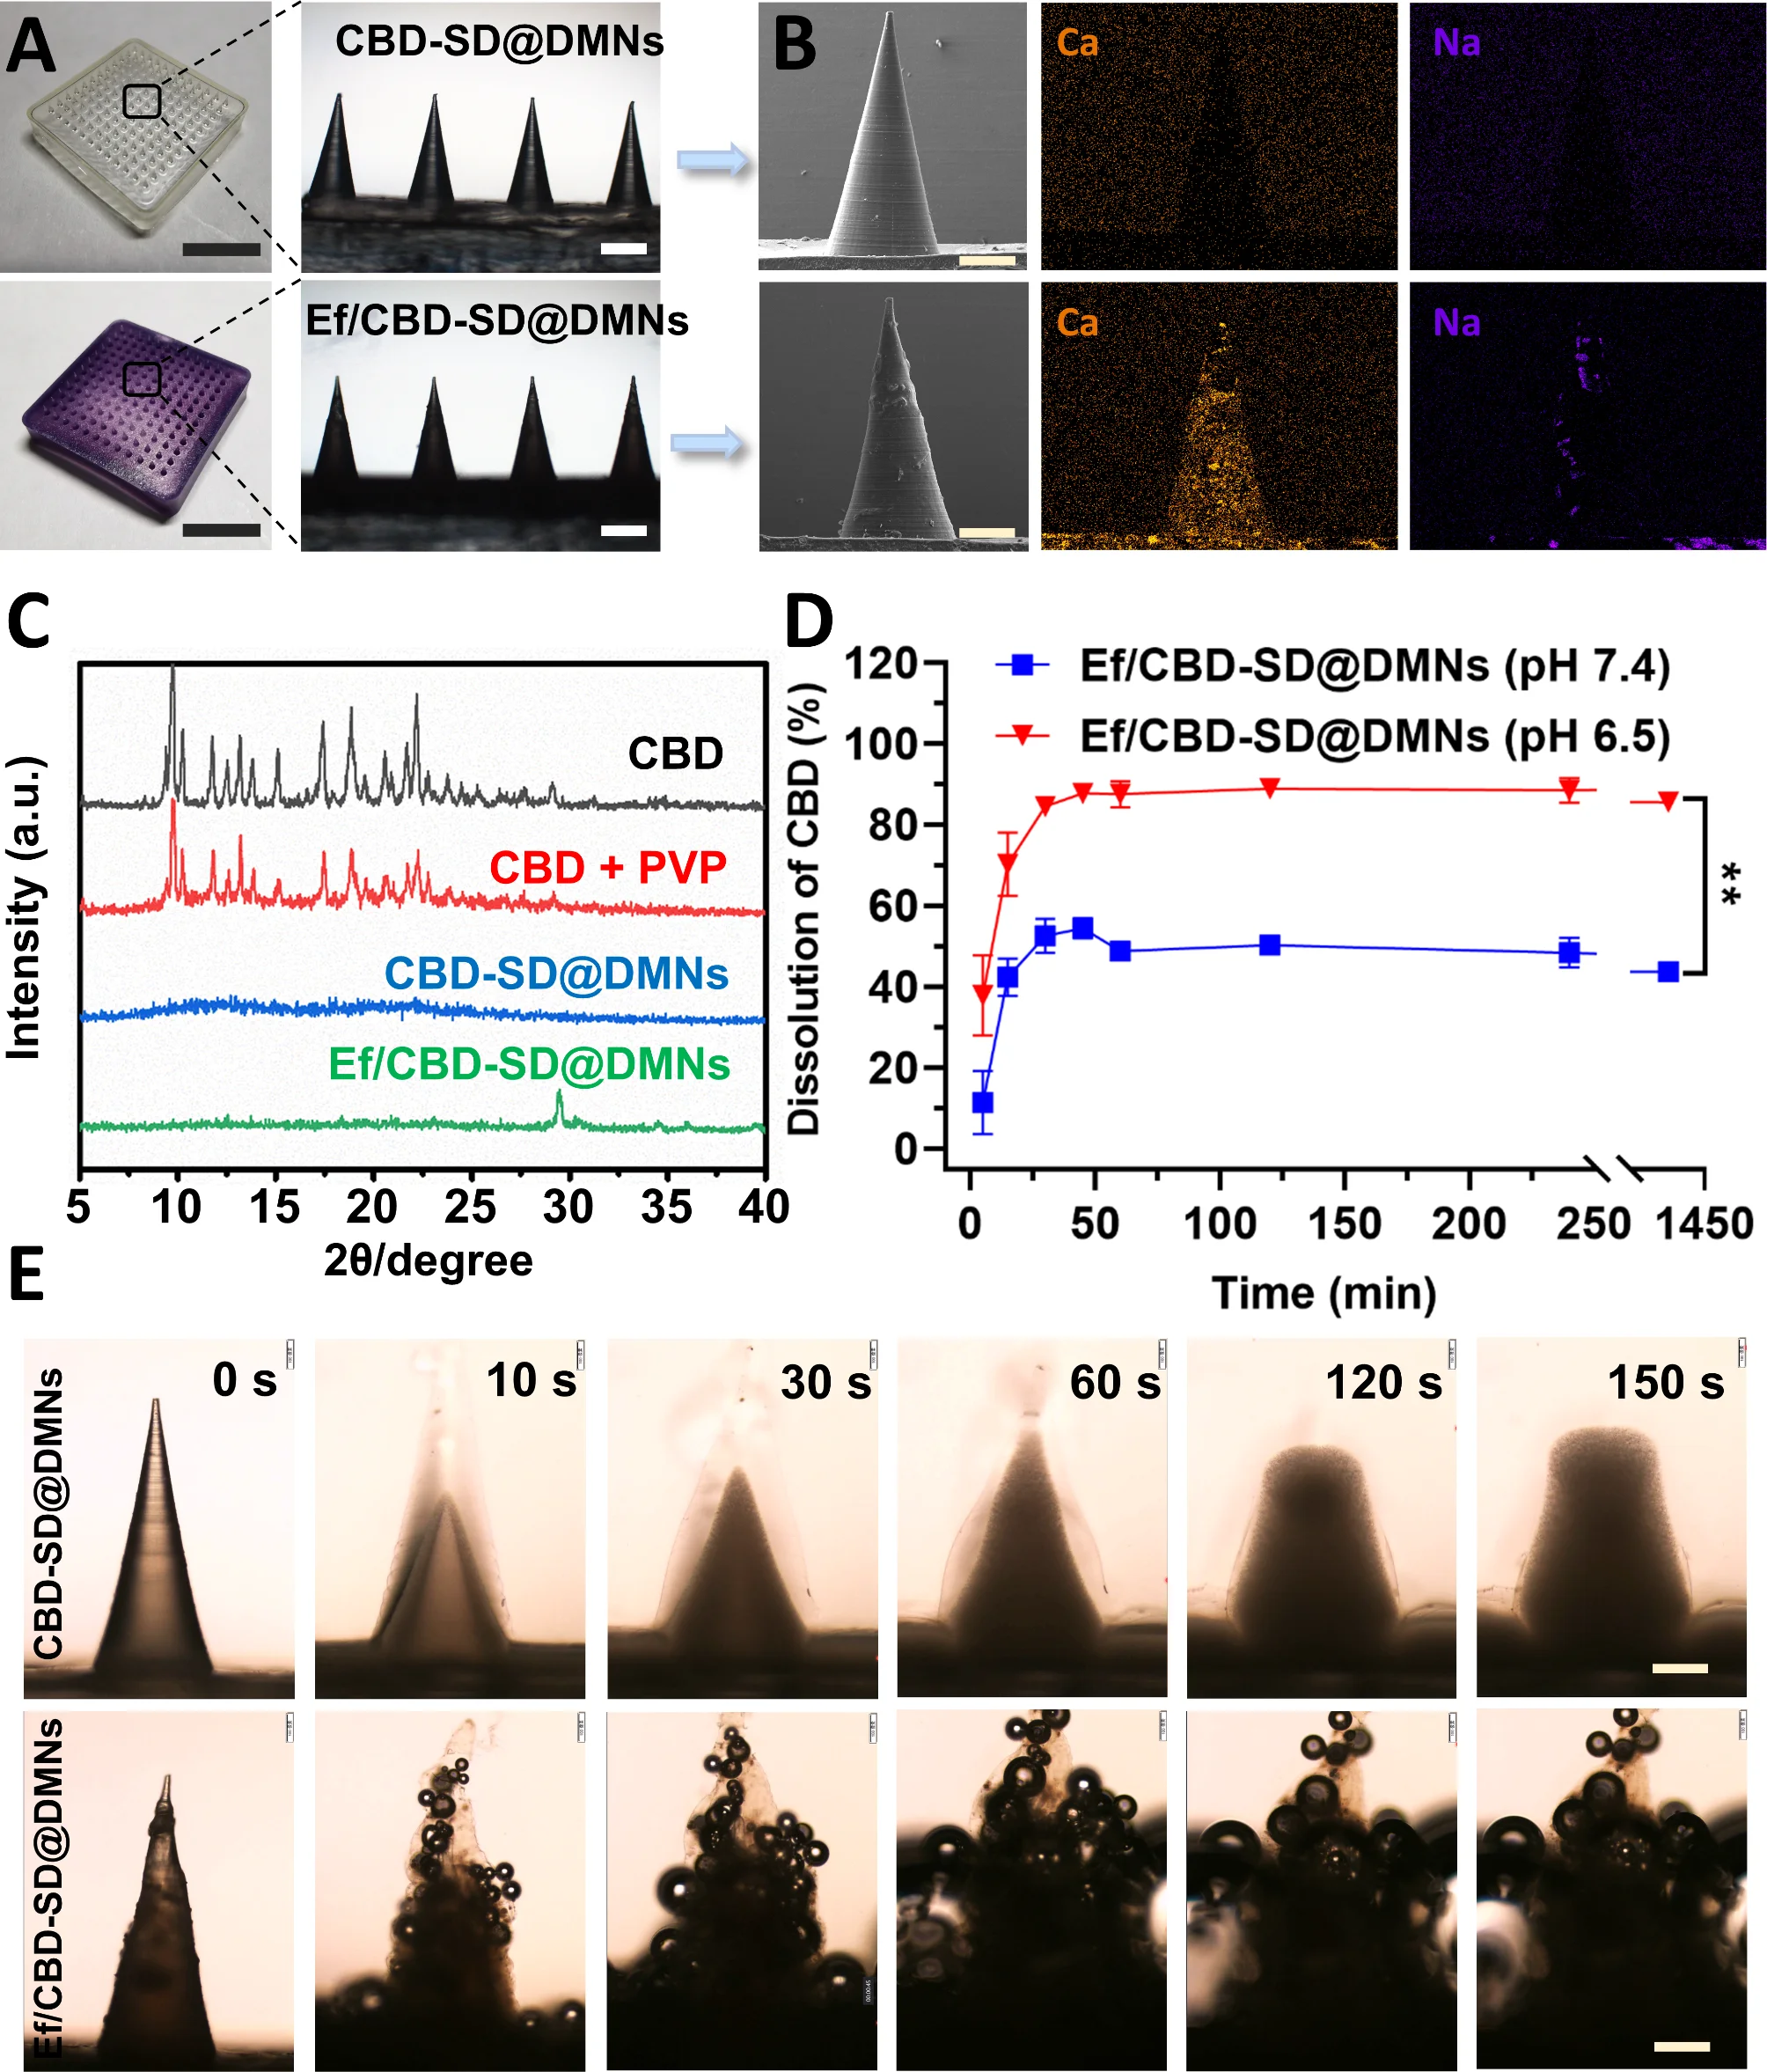 A
CBD-SD@DMNs
Ef/CBD-SD@DMNs
B
Ca
Na
Ca
Na
C
Intensity (a.u.)
CBD
CBD + PVP
CBD-SD@DMNs
Ef/CBD-SD@DMNs
5 10 15 20 25 30 35 40
2θ/degree
D
Dissolution of CBD (%)
120
100
80
60
40
20
0
Ef/CBD-SD@DMNs (pH 7.4)
Ef/CBD-SD@DMNs (pH 6.5)
**
0 50 100 150 200 250 1450
Time (min)
E
CBD-SD@DMNs
0 s
10 s
30 s
60 s
120 s
150 s
Ef/CBD-SD@DMNs